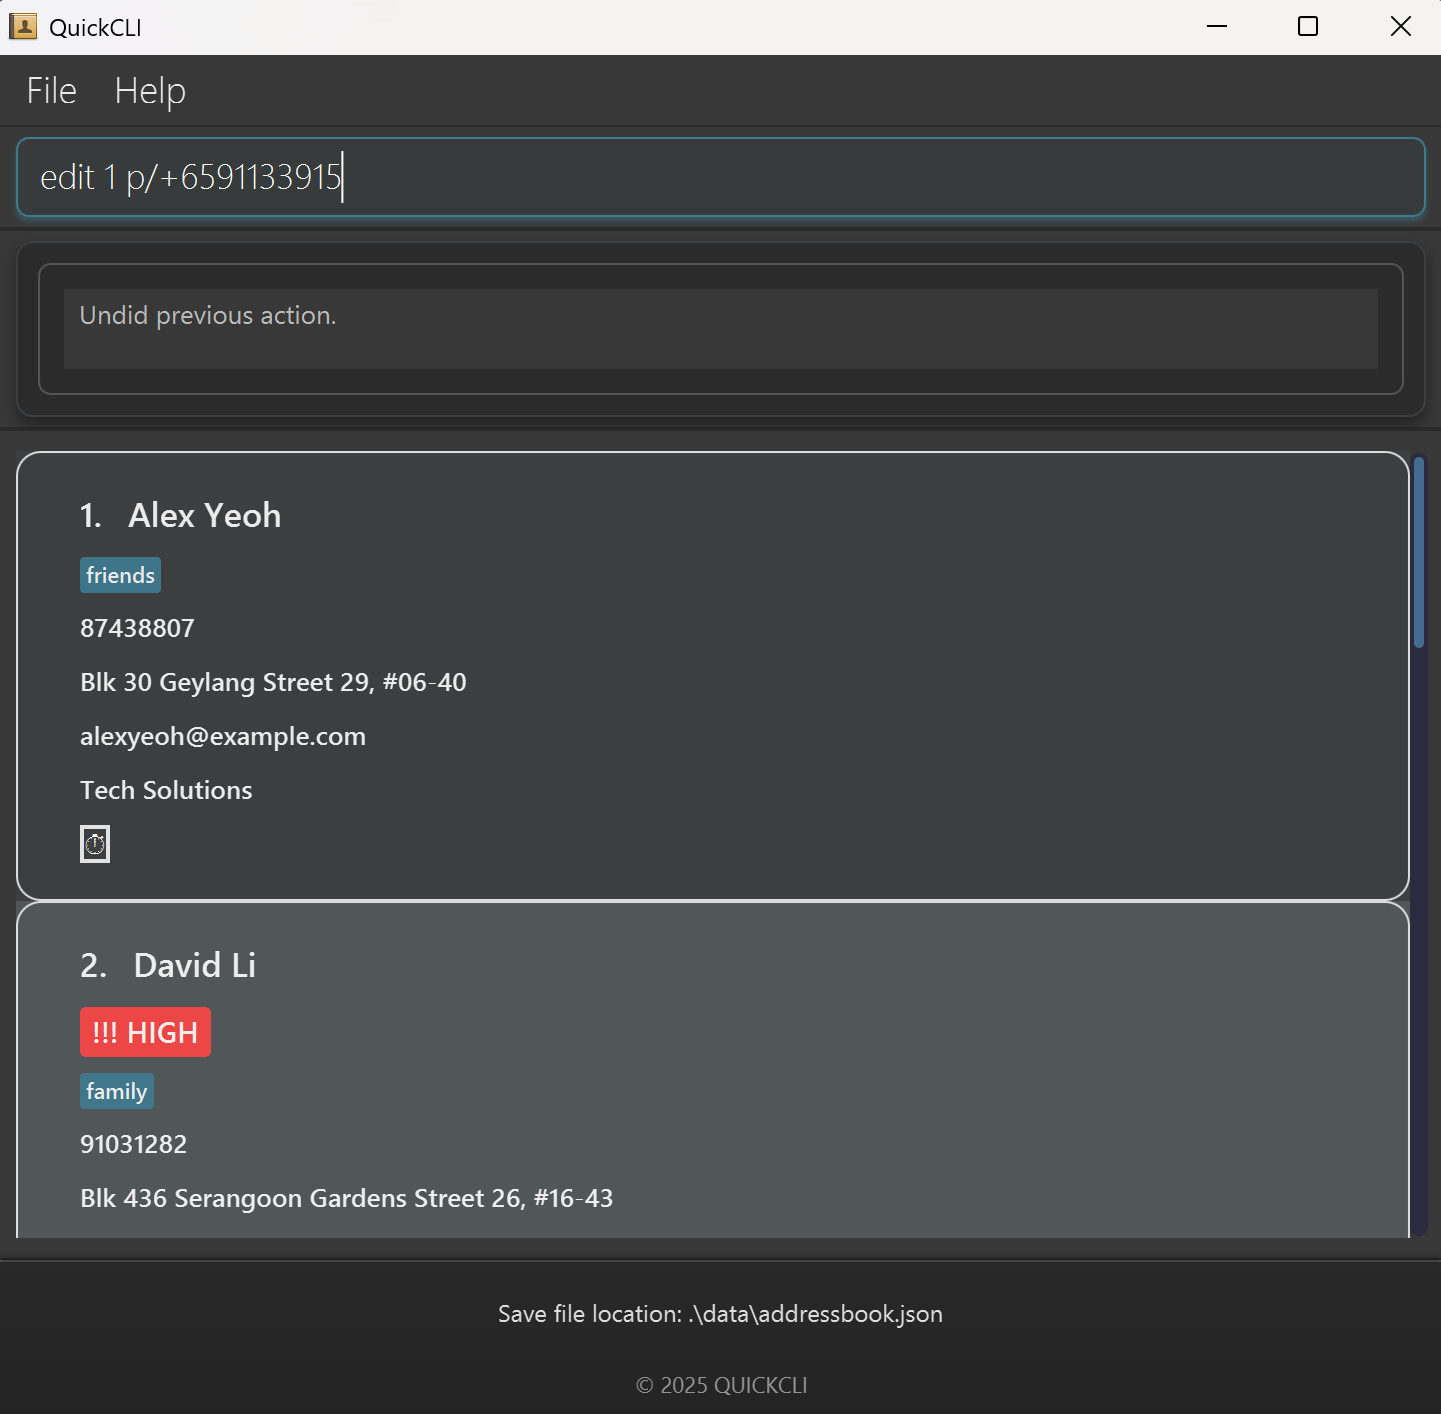 QuickCLI
File Help
edit 1 p/+6591133915
Undid previous action.
1. Alex Yeoh
friends
87438807
Blk 30 Geylang Street 29, #06-40
alexyeoh@example.com
Tech Solutions
2. David Li
!!! HIGH
family
91031282
Blk 436 Serangoon Gardens Street 26, #16-43
Save file location: .\data\addressbook.json
© 2025 QUICKCLI